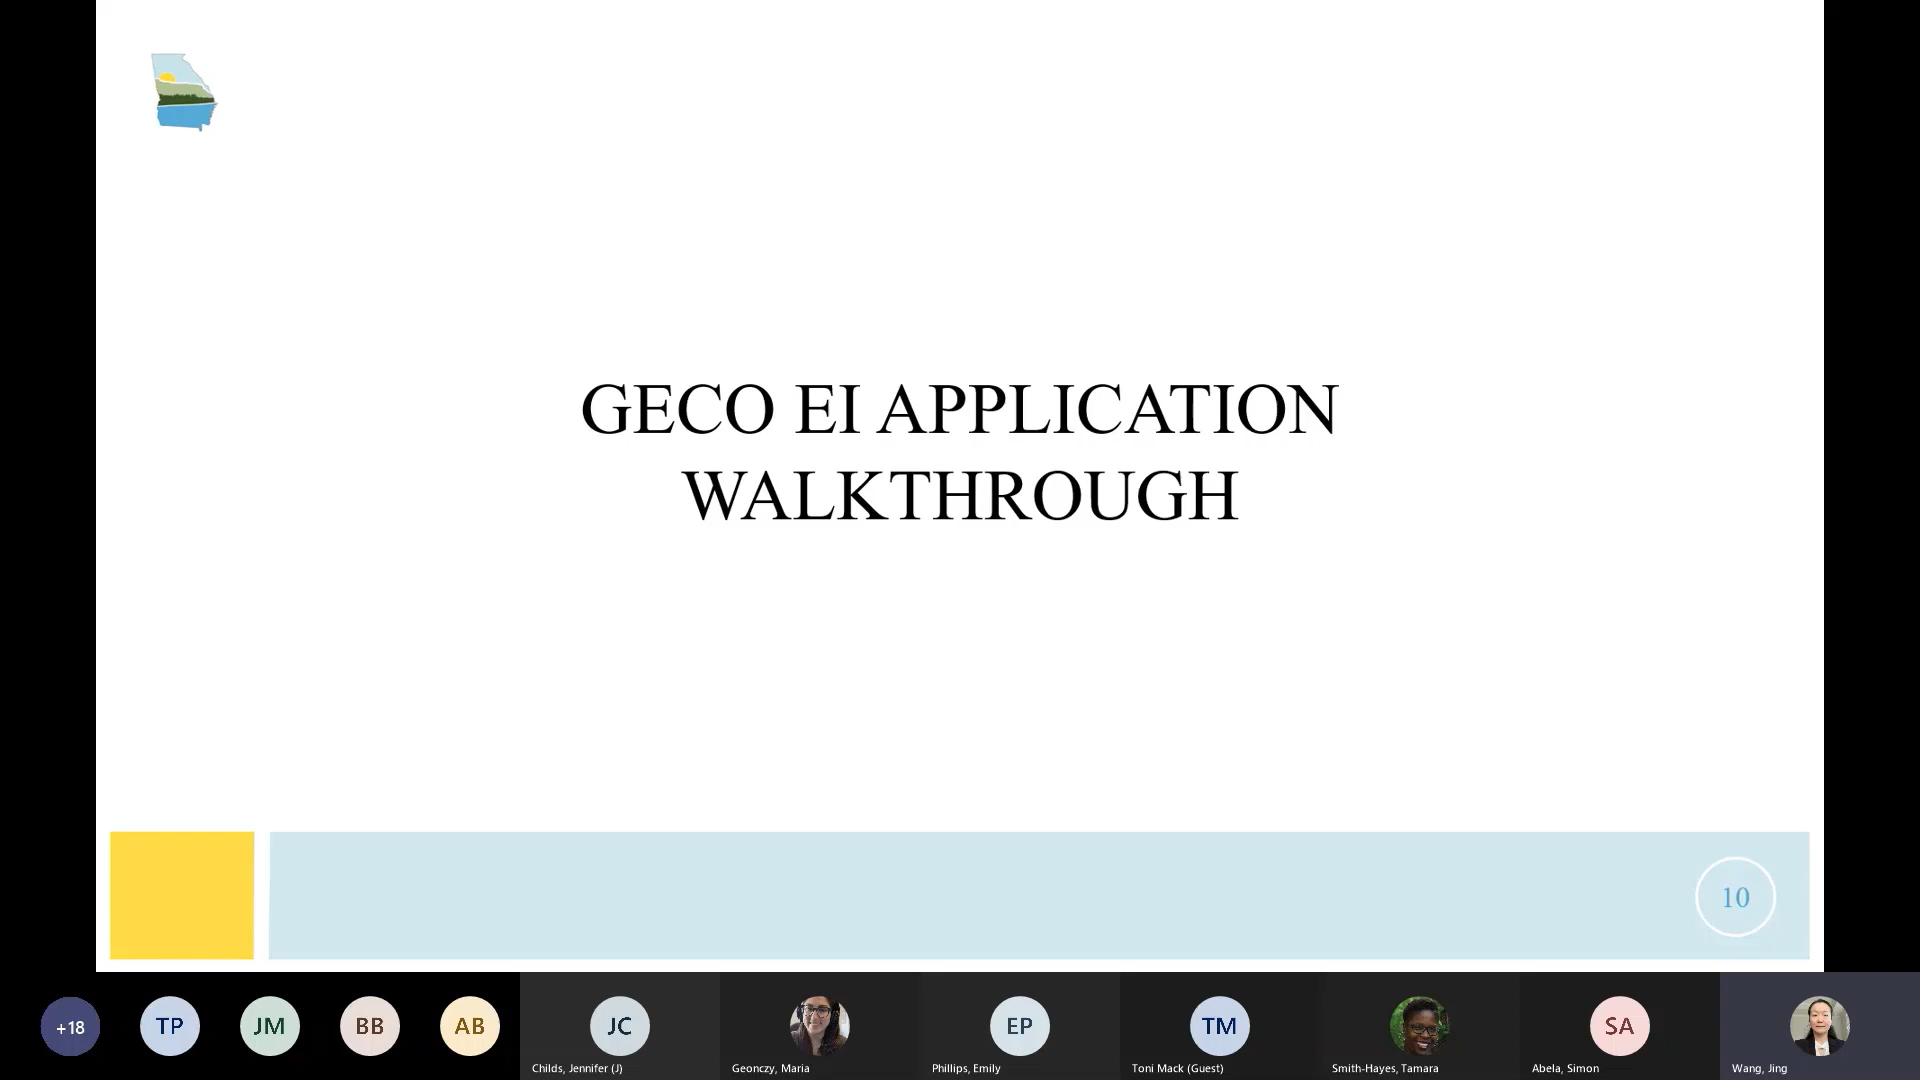 GECO EI APPLICATION
WALKTHROUGH
10
+18
TP
JM
BB
AB
JC
EP
TM
SA
Childs, Jennifer (J)
Geonczy, Maria
Phillips, Emily
Toni Mack (Guest)
Smith-Hayes, Tamara
Abela, Simon
Wang, Jing